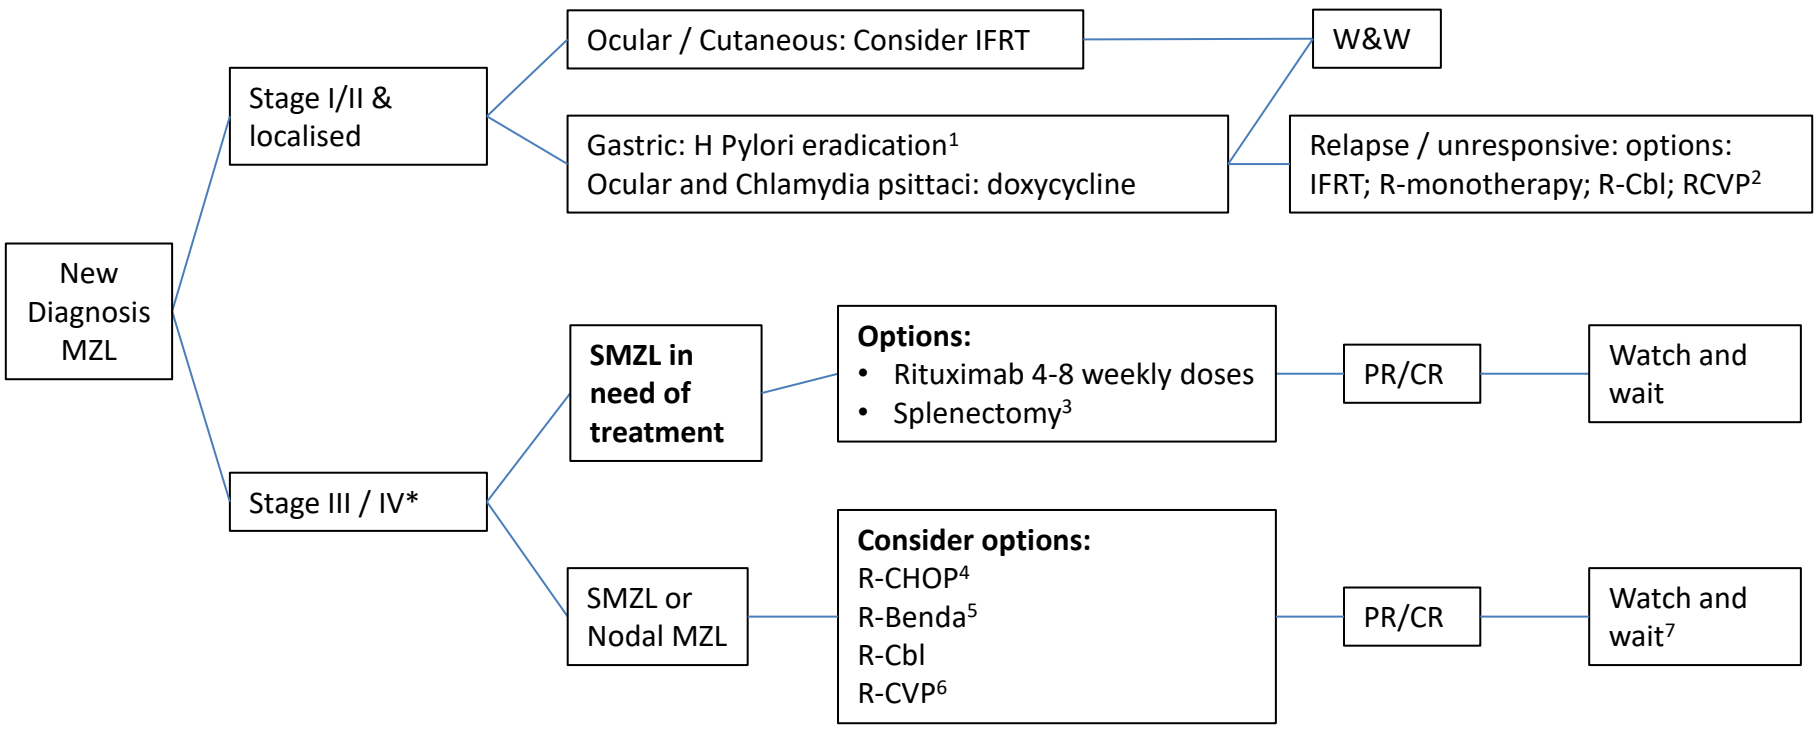 Ocular / Cutaneous: Consider IFRT
W&W
Stage I/II &
localised
Gastric: H Pylori eradication¹
Ocular and Chlamydia psittaci: doxycycline
Relapse / unresponsive: options:
IFRT; R-monotherapy; R-Cbl; RCVP²
New
Diagnosis
MZL
SMZL in
need of
treatment
Options:
• Rituximab 4-8 weekly doses
• Splenectomy³
PR/CR
Watch and
wait
Stage III / IV*
SMZL or
Nodal MZL
Consider options:
R-CHOP⁴
R-Benda⁵
R-Cbl
R-CVP⁶
PR/CR
Watch and
wait⁷